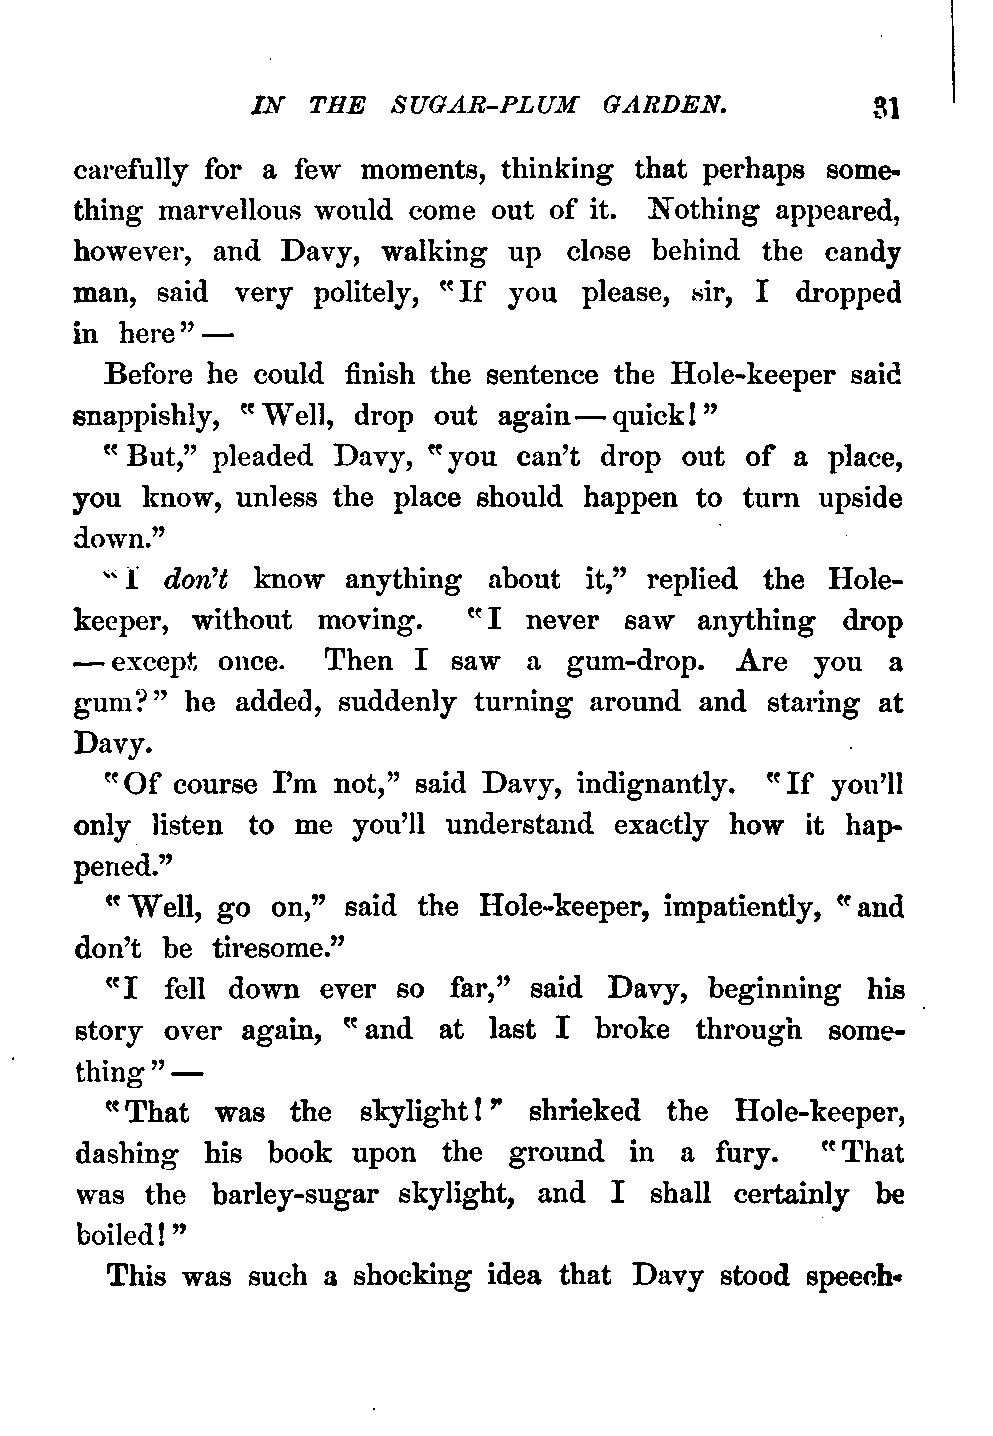 IN THE SUGAR-PLUM GARDEN. 31
carefully for a few moments, thinking that perhaps some-
thing marvellous would come out of it. Nothing appeared,
however, and Davy, walking up close behind the candy
man, said very politely, “If you please, sir, I dropped
in here”—
Before he could finish the sentence the Hole-keeper said
snappishly, “Well, drop out again—quick!”
“But,” pleaded Davy, “you can’t drop out of a place,
you know, unless the place should happen to turn upside
down.”
“I don’t know anything about it,” replied the Hole-
keeper, without moving. “I never saw anything drop
—except once. Then I saw a gum-drop. Are you a
gum?” he added, suddenly turning around and staring at
Davy.
“Of course I’m not,” said Davy, indignantly. “If you’ll
only listen to me you’ll understand exactly how it hap-
pened.”
“Well, go on,” said the Hole-keeper, impatiently, “and
don’t be tiresome.”
“I fell down ever so far,” said Davy, beginning his
story over again, “and at last I broke through some-
thing”—
“That was the skylight!” shrieked the Hole-keeper,
dashing his book upon the ground in a fury. “That
was the barley-sugar skylight, and I shall certainly be
boiled!”
This was such a shocking idea that Davy stood speech-